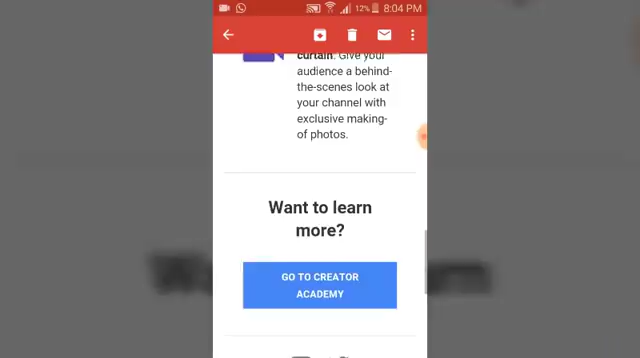 12% 8:04 PM
curtain. Give your
audience a behind-
the-scenes look at
your channel with
exclusive making-
of photos.
Want to learn
more?
GO TO CREATOR
ACADEMY